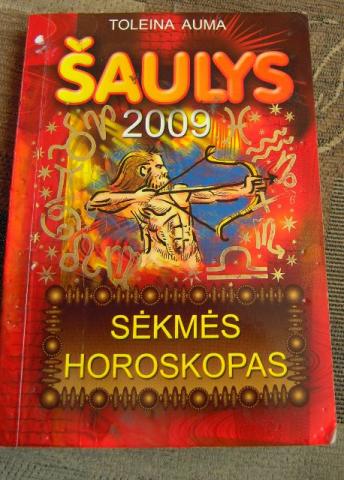 TOLEINA AUMA
ŠAULYS
2009
SĖKMĖS
HOROSKOPAS